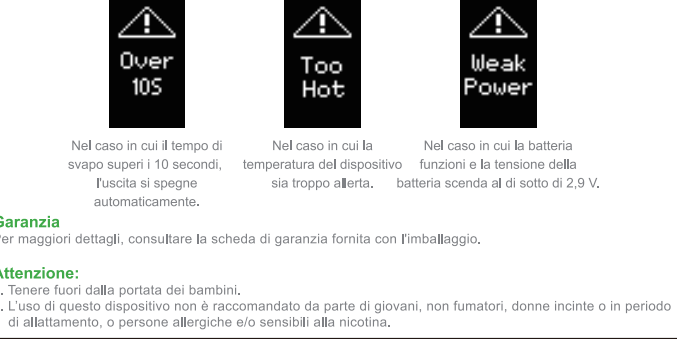 Over
10S
Too
Hot
Weak
Power
Nel caso in cui il tempo di
svapo superi i 10 secondi,
l'uscita si spegne
automaticamente.
Nel caso in cui la
temperatura del dispositivo
sia troppo allerta.
Nel caso in cui la batteria
funzioni e la tensione della
batteria scenda al di sotto di 2,9 V.
Garanzia
Per maggiori dettagli, consultare la scheda di garanzia fornita con l'imballaggio.
Attenzione:
. Tenere fuori dalla portata dei bambini.
. L'uso di questo dispositivo non è raccomandato da parte di giovani, non fumatori, donne incinte o in periodo
di allattamento, o persone allergiche e/o sensibili alla nicotina.